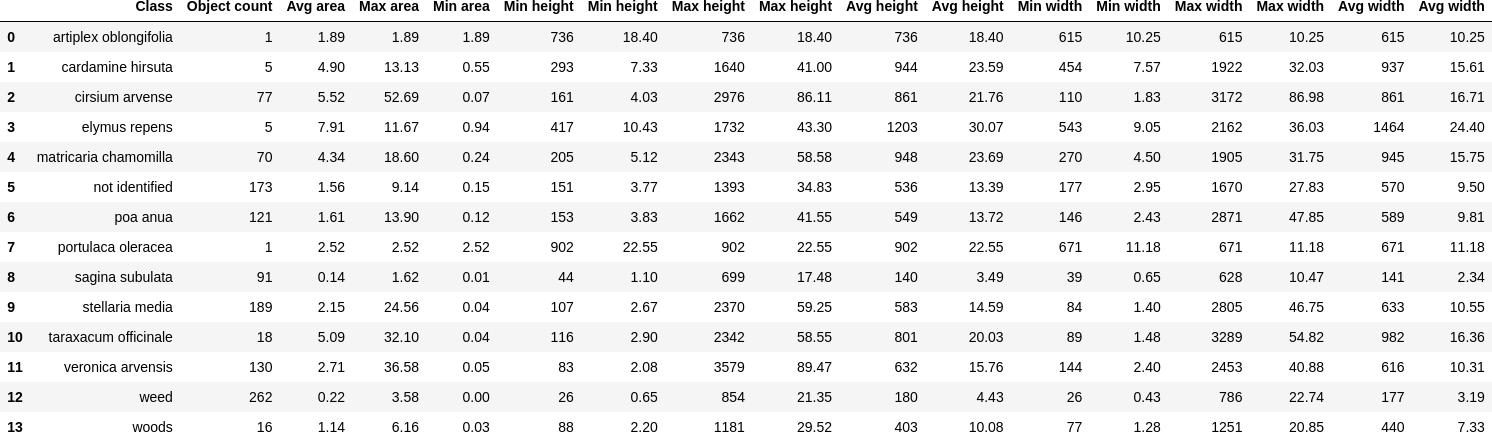 Class Object count Avg area Max area Min area Min height Min height Max height Max height Avg height Avg height Min width Min width Max width Max width Avg width Avg width
0 artiplex oblongifolia 1 1.89 1.89 1.89 736 18.40 736 18.40 736 18.40 615 10.25 615 10.25 615 10.25
1 cardamine hirsuta 5 4.90 13.13 0.55 293 7.33 1640 41.00 944 23.59 454 7.57 1922 32.03 937 15.61
2 cirsium arvense 77 5.52 52.69 0.07 161 4.03 2976 86.11 861 21.76 110 1.83 3172 86.98 861 16.71
3 elymus repens 5 7.91 11.67 0.94 417 10.43 1732 43.30 1203 30.07 543 9.05 2162 36.03 1464 24.40
4 matricaria chamomilla 70 4.34 18.60 0.24 205 5.12 2343 58.58 948 23.69 270 4.50 1905 31.75 945 15.75
5 not identified 173 1.56 9.14 0.15 151 3.77 1393 34.83 536 13.39 177 2.95 1670 27.83 570 9.50
6 poa anua 121 1.61 13.90 0.12 153 3.83 1662 41.55 549 13.72 146 2.43 2871 47.85 589 9.81
7 portulaca oleracea 1 2.52 2.52 2.52 902 22.55 902 22.55 902 22.55 671 11.18 671 11.18 671 11.18
8 sagina subulata 91 0.14 1.62 0.01 44 1.10 699 17.48 140 3.49 39 0.65 628 10.47 141 2.34
9 stellaria media 189 2.15 24.56 0.04 107 2.67 2370 59.25 583 14.59 84 1.40 2805 46.75 633 10.55
10 taraxacum officinale 18 5.09 32.10 0.04 116 2.90 2342 58.55 801 20.03 89 1.48 3289 54.82 982 16.36
11 veronica arvensis 130 2.71 36.58 0.05 83 2.08 3579 89.47 632 15.76 144 2.40 2453 40.88 616 10.31
12 weed 262 0.22 3.58 0.00 26 0.65 854 21.35 180 4.43 26 0.43 786 22.74 177 3.19
13 woods 16 1.14 6.16 0.03 88 2.20 1181 29.52 403 10.08 77 1.28 1251 20.85 440 7.33